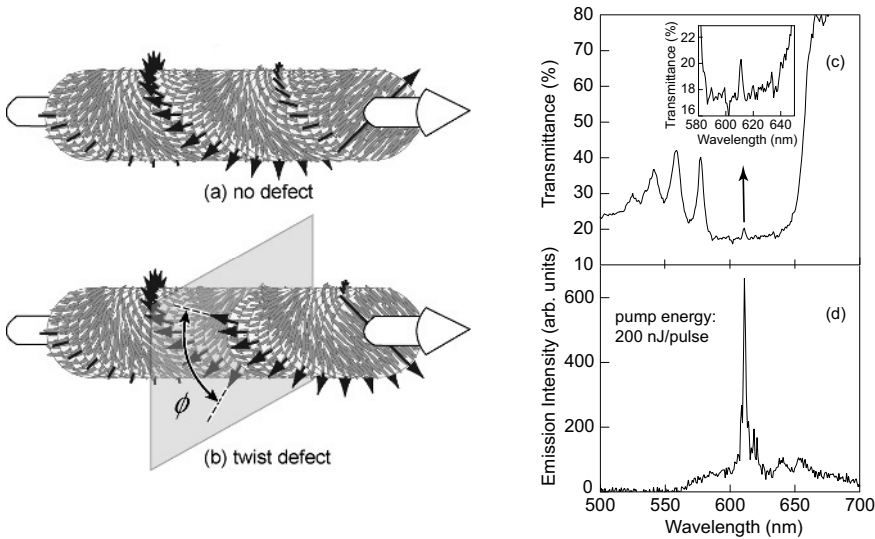 (a) no defect
ϕ
(b) twist defect
80
70
60
50
40
30
20
10
Transmittance (%)
(c)
22
20
18
16
Transmittance (%)
580 600 620 640
Wavelength (nm)
600
400
200
0
Emission Intensity (arb. units)
pump energy:
200 nJ/pulse
(d)
500 550 600 650 700
Wavelength (nm)